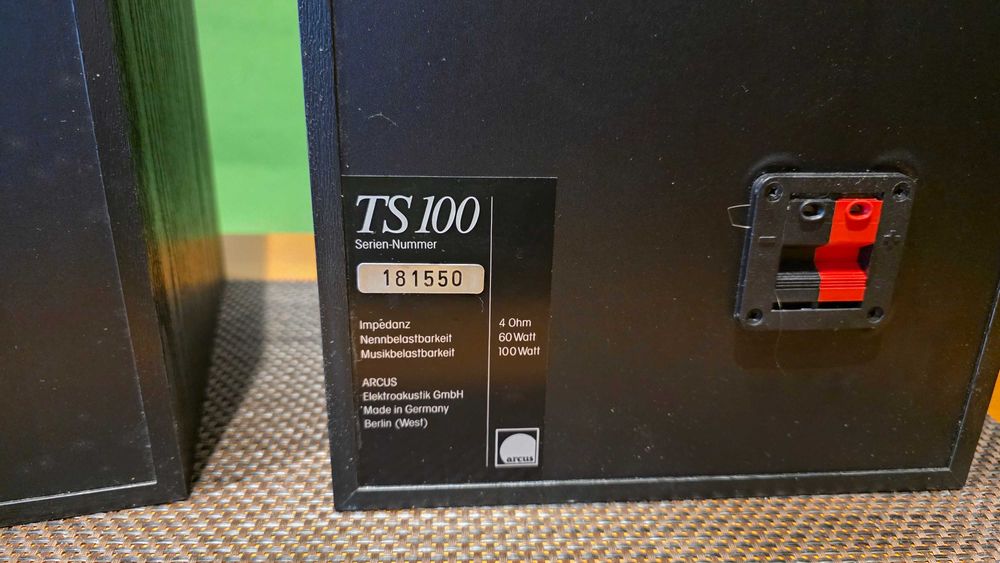 TS 100
Serien-Nummer
181550
Impedanz 4 Ohm
Nennbelastbarkeit 60 Watt
Musikbelastbarkeit 100 Watt
ARCUS
Elektroakustik GmbH
Made in Germany
Berlin (West)
arcus
- +